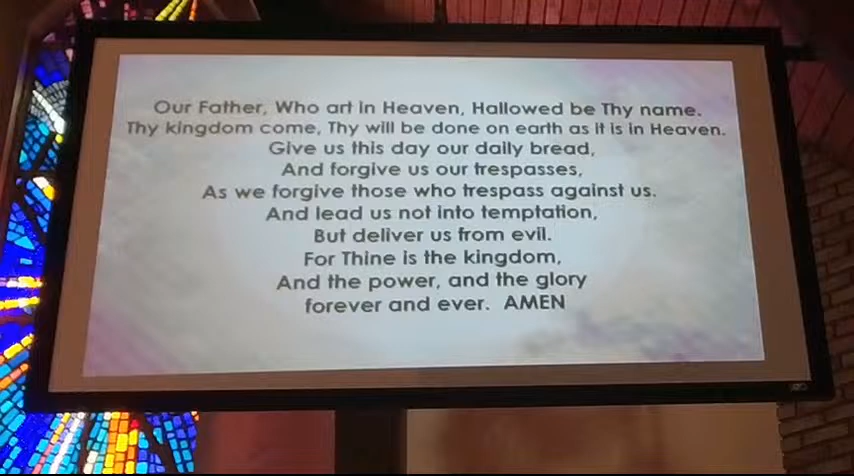 Our Father, Who art in Heaven, Hallowed be Thy name.
Thy kingdom come, Thy will be done on earth as it is in Heaven.
Give us this day our daily bread,
And forgive us our trespasses,
As we forgive those who trespass against us.
And lead us not into temptation,
But deliver us from evil.
For Thine is the kingdom,
And the power, and the glory
forever and ever. AMEN